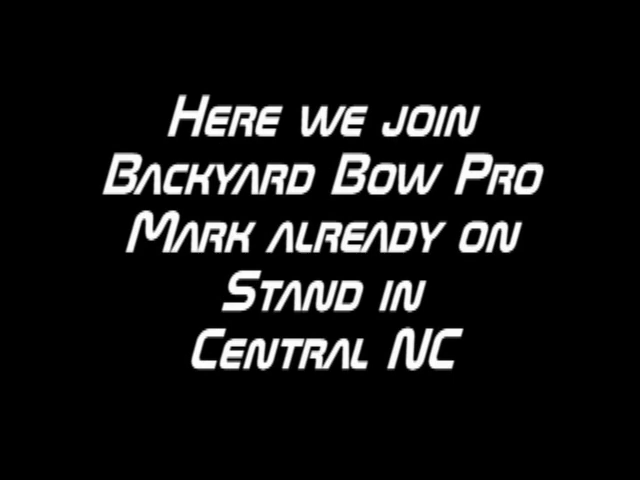 Here we join
Backyard Bow Pro
Mark already on
Stand in
Central NC